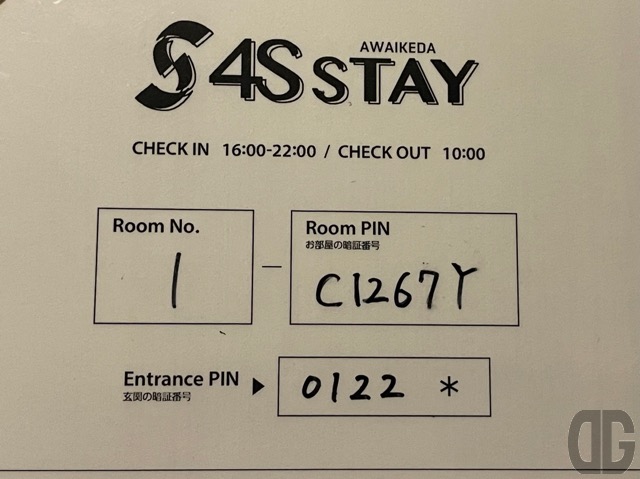 AWAIKEDA
S 4S STAY
CHECK IN 16:00-22:00 / CHECK OUT 10:00
Room No.
1
—
Room PIN
お部屋の暗証番号
C1267Y
Entrance PIN ▶
玄関の暗証番号
0122 *
DG